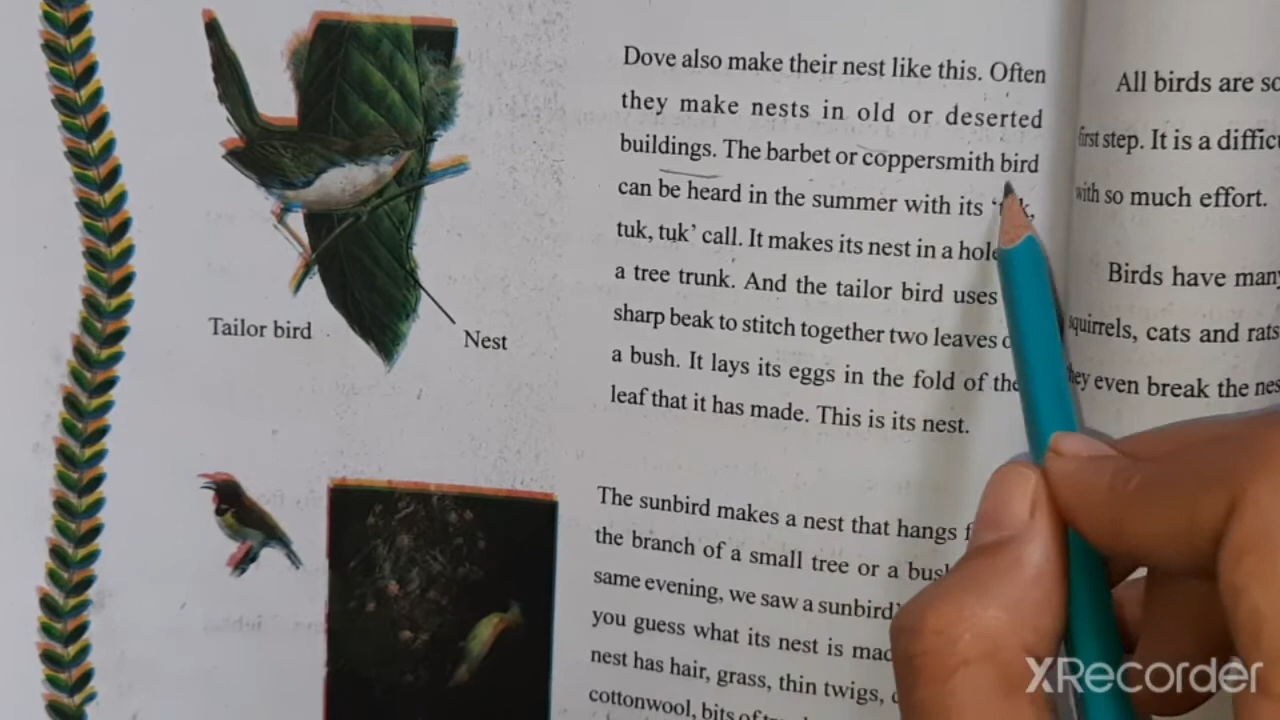 Dove also make their nest like this. Often
they make nests in old or deserted
buildings. The barbet or coppersmith bird
can be heard in the summer with its
tuk, tuk' call. It makes its nest in a hole
a tree trunk. And the tailor bird uses
sharp beak to stitch together two leaves
a bush. It lays its eggs in the fold of the
leaf that it has made. This is its nest.
Tailor bird
Nest
The sunbird makes a nest that hangs
the branch of a small tree or a bush
same evening, we saw a sunbird'
you guess what its nest is
nest has hair, grass, thin twigs,
cottonwool, bits of
All birds are
first step. It is a
with so much effort.
Birds have many
squirrels, cats and rats
they even break the
XRecorder